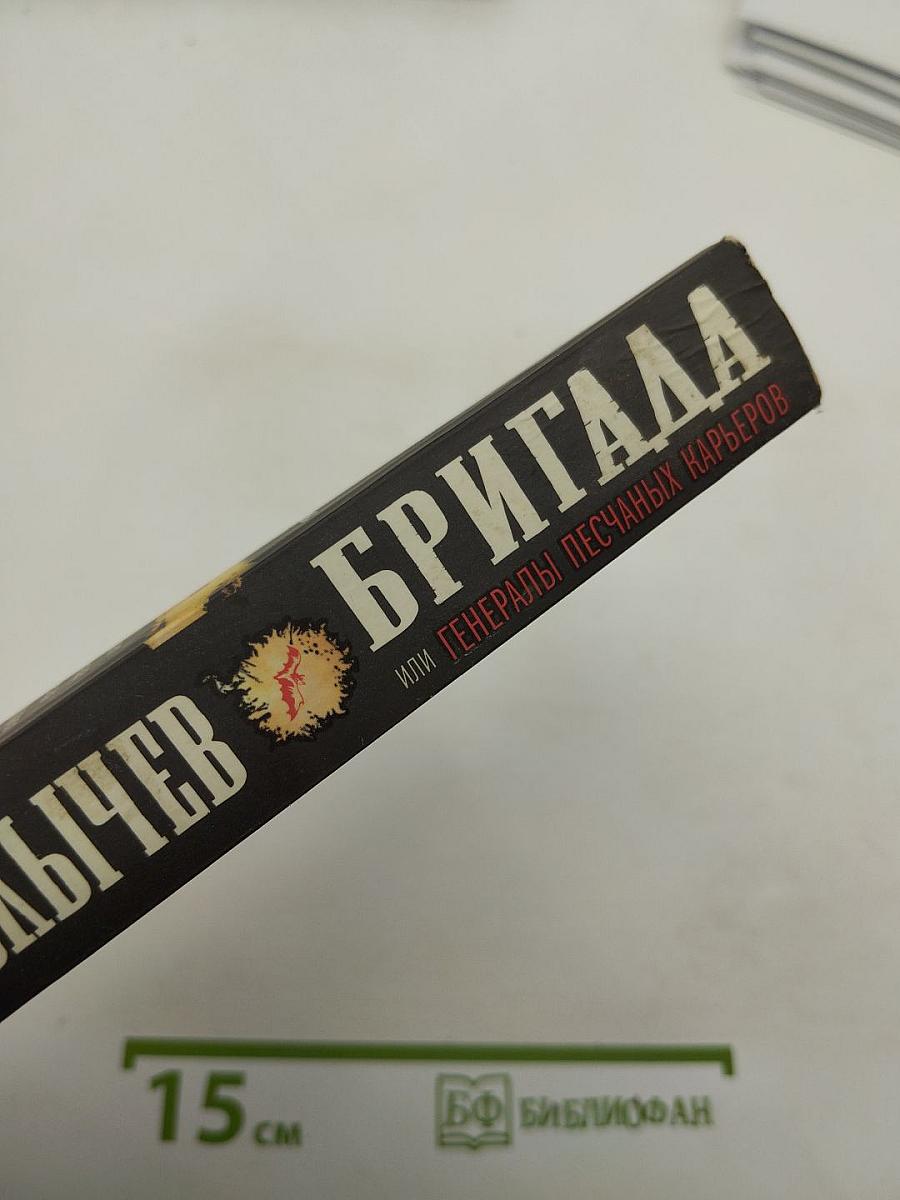 ЛЫЧЕВ
БРИГАДА
ИЛИ ГЕНЕРАЛЫ ПЕСЧАНЫХ КАРЬЕРОВ
15 см
БФ БИБЛИОФАН